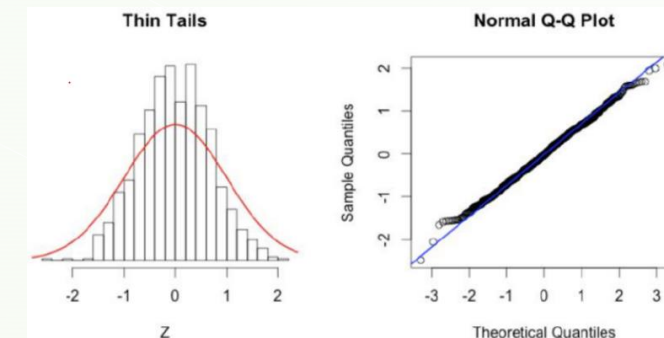 Thin Tails
-2 -1 0 1 2
Z
Normal Q-Q Plot
Sample Quantiles
2
1
0
-1
-2
-3 -2 -1 0 1 2 3
Theoretical Quantiles